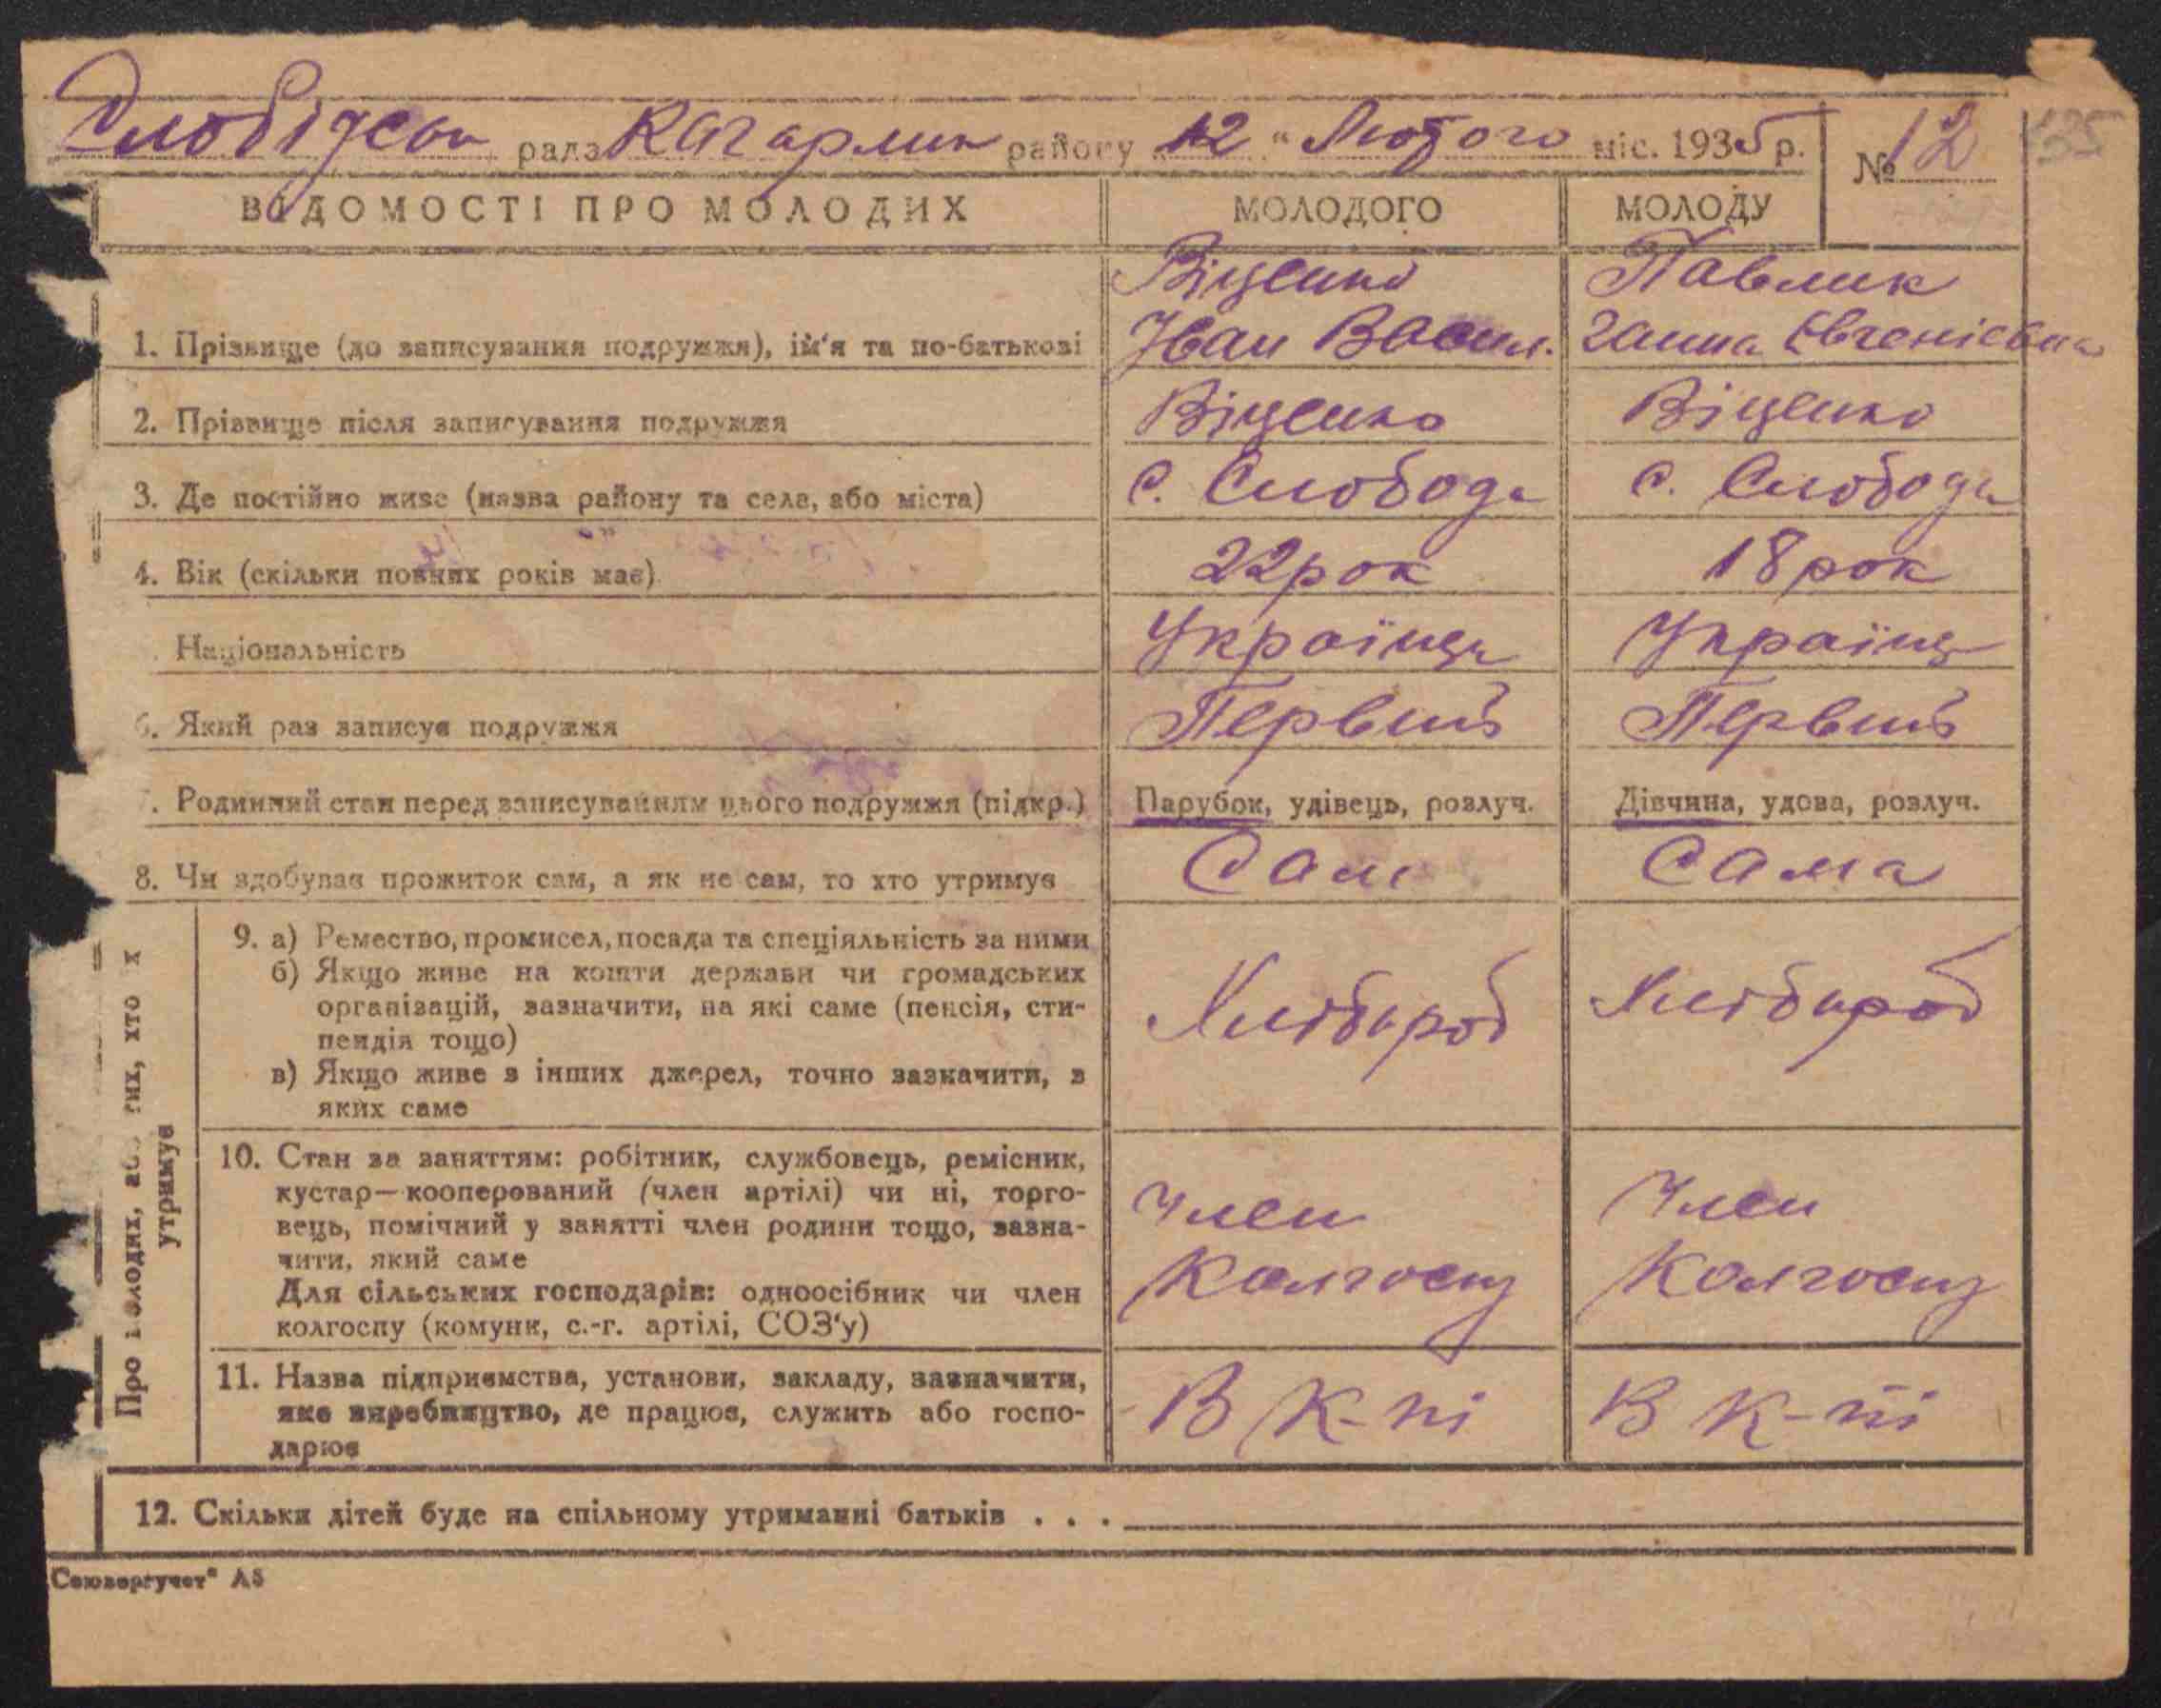 Слобідська рада Кагарлик району 12 " Лютого міс. 1935 р. № 12 135
ВІДОМОСТІ ПРО МОЛОДИХ МОЛОДОГО МОЛОДУ
Віценко Павлик
1. Прізвище (до записування подружжя), ім'я та по-батькові Іван Васил. Ганна Євгенієвна
2. Прізвище після записування подружжя Віценко Віценко
3. Де постійно живе (назва району та села, або міста) с. Слобода с. Слобода
4. Вік (скільки повних років має) 22 рок 18 рок
Національність Українць Українц
6. Який раз записує подружжя Первий Первий
7. Родинний стан перед записуванням цього подружжя (підкр.) Парубок, удівець, розлуч. Дівчина, удова, розлуч.
8. Чи здобував прожиток сам, а як не сам, то хто утримує Сам Сама
Про молодих, або тих, хто їх
утримує
9. а) Ремество, промисел, посада та спеціяльність за ними
б) Якщо живе на кошти держави чи громадських
організацій, зазначити, на які саме (пенсія, сти-
пендія тощо)
в) Якщо живе з інших джерел, точно зазначити, з
яких саме
Хлібороб Хлібороб
10. Стан за заняттям: робітник, службовець, ремісник,
кустар—кооперований (член артілі) чи ні, торго-
вець, помічний у занятті член родини тощо, зазна-
чити, який саме
Для сільських господарів: одноосібник чи член
колгоспу (комуни, с.-г. артілі, СОЗ'у)
Член Член
Колгоспу Колгоспу
11. Назва підприємства, установи, закладу, зазначити,
яке виробництво, де працює, служить або госпо-
дарює
В К-пі В К-пі
12. Скільки дітей буде на спільному утриманні батьків . . .
Союзоргучет" А5